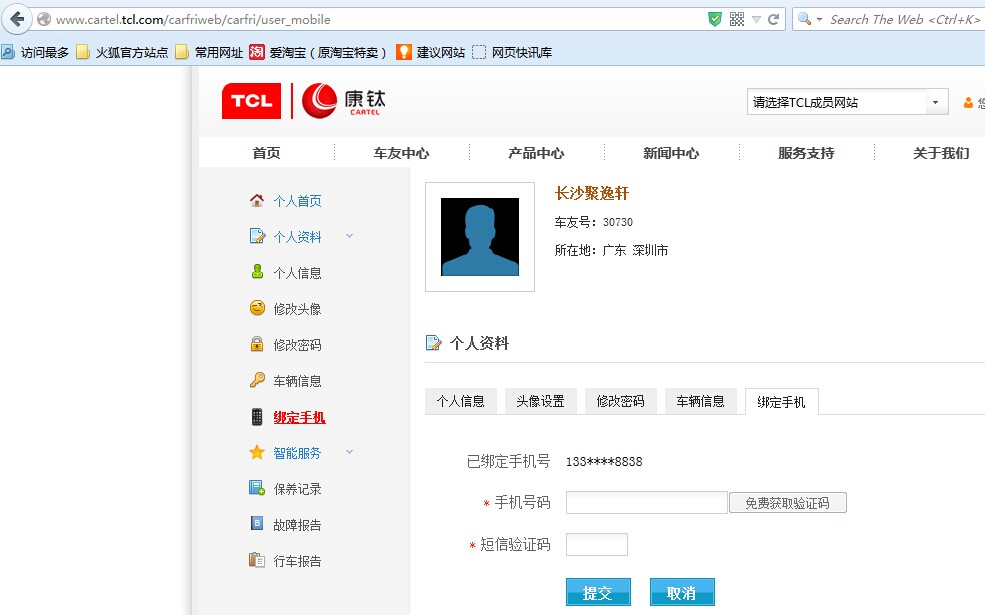 www.cartel.tcl.com/carfriweb/carfri/user_mobile
Search The Web <Ctrl+K>
访问最多 火狐官方站点 常用网址 淘 爱淘宝（原淘宝特卖） 建议网站 网页快讯库
TCL 康钛 CARTEL
请选择TCL成员网站
首页 车友中心 产品中心 新闻中心 服务支持 关于我们
个人首页
个人资料
个人信息
修改头像
修改密码
车辆信息
绑定手机
智能服务
保养记录
故障报告
行车报告
长沙聚逸轩
车友号：30730
所在地：广东 深圳市
个人资料
个人信息 头像设置 修改密码 车辆信息 绑定手机
已绑定手机号 133****8838
* 手机号码 免费获取验证码
* 短信验证码
提交 取消